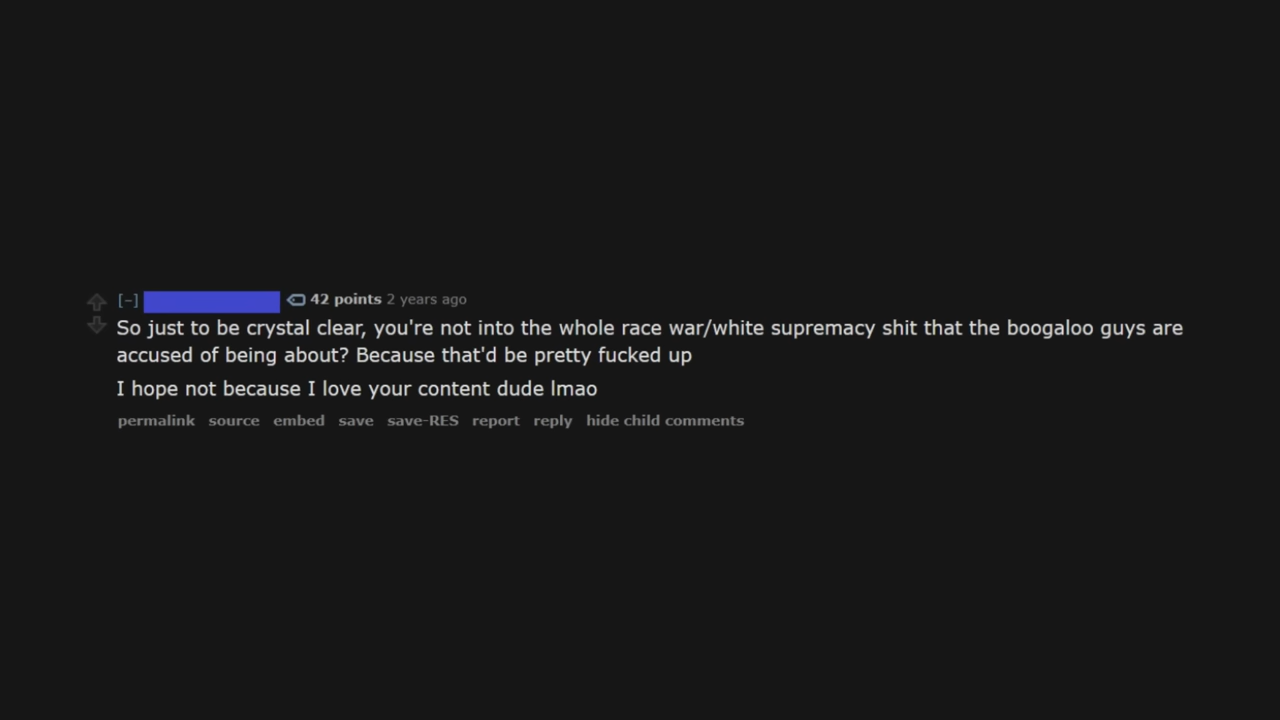 [–] 42 points 2 years ago
So just to be crystal clear, you're not into the whole race war/white supremacy shit that the boogaloo guys are
accused of being about? Because that'd be pretty fucked up
I hope not because I love your content dude lmao
permalink source embed save save-RES report reply hide child comments